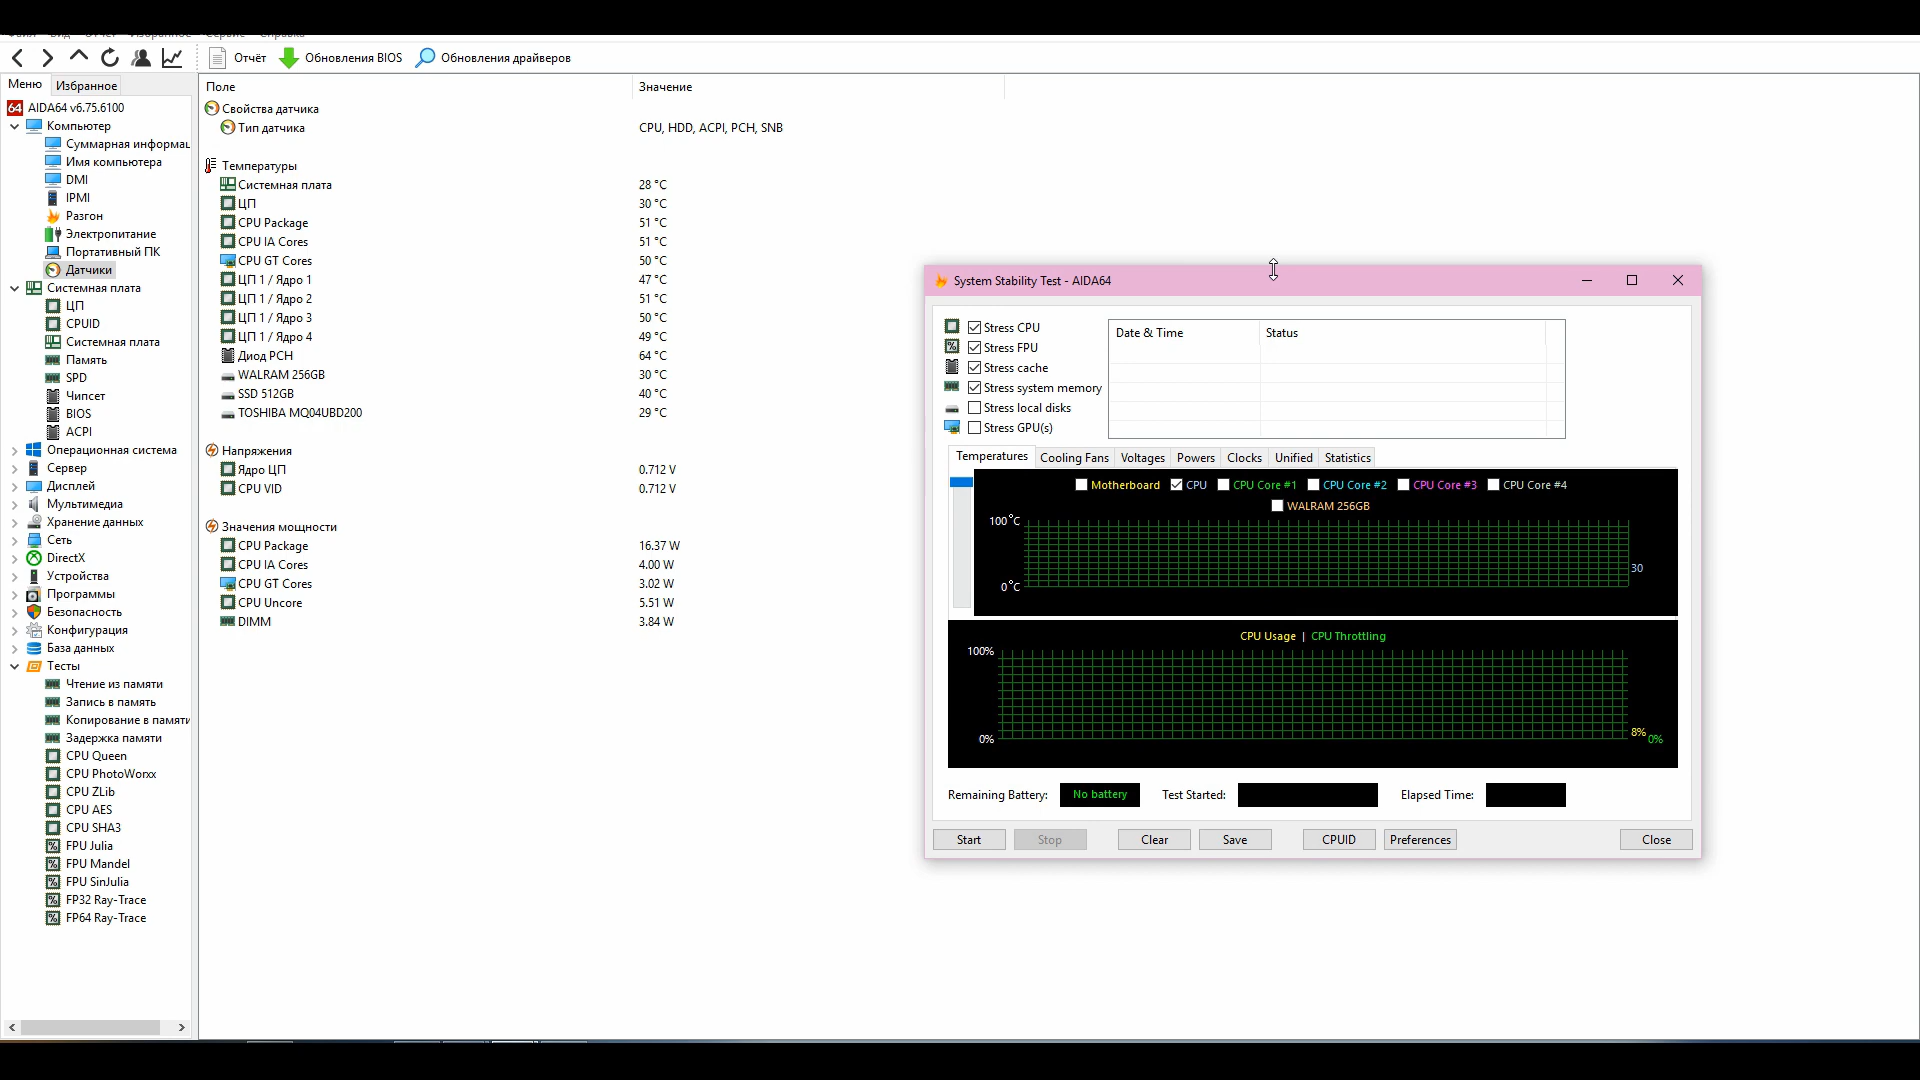 Файл Вид Отчёт Избранное Сервис Справка
Отчёт Обновления BIOS Обновления драйверов
Меню Избранное
64 AIDA64 v6.75.6100
Компьютер
Суммарная информац
Имя компьютера
DMI
IPMI
Разгон
Электропитание
Портативный ПК
Датчики
Системная плата
ЦП
CPUID
Системная плата
Память
SPD
Чипсет
BIOS
ACPI
Операционная система
Сервер
Дисплей
Мультимедиа
Хранение данных
Сеть
DirectX
Устройства
Программы
Безопасность
Конфигурация
База данных
Тесты
Чтение из памяти
Запись в память
Копирование в памяти
Задержка памяти
CPU Queen
CPU PhotoWorxx
CPU ZLib
CPU AES
CPU SHA3
FPU Julia
FPU Mandel
FPU SinJulia
FP32 Ray-Trace
FP64 Ray-Trace
Поле Значение
Свойства датчика
Тип датчика CPU, HDD, ACPI, PCH, SNB
Температуры
Системная плата 28 °C
ЦП 30 °C
CPU Package 51 °C
CPU IA Cores 51 °C
CPU GT Cores 50 °C
ЦП 1 / Ядро 1 47 °C
ЦП 1 / Ядро 2 51 °C
ЦП 1 / Ядро 3 50 °C
ЦП 1 / Ядро 4 49 °C
Диод PCH 64 °C
WALRAM 256GB 30 °C
SSD 512GB 40 °C
TOSHIBA MQ04UBD200 29 °C
Напряжения
Ядро ЦП 0.712 V
CPU VID 0.712 V
Значения мощности
CPU Package 16.37 W
CPU IA Cores 4.00 W
CPU GT Cores 3.02 W
CPU Uncore 5.51 W
DIMM 3.84 W
System Stability Test - AIDA64
Stress CPU
Stress FPU
Stress cache
Stress system memory
Stress local disks
Stress GPU(s)
Date & Time Status
Temperatures Cooling Fans Voltages Powers Clocks Unified Statistics
Motherboard CPU CPU Core #1 CPU Core #2 CPU Core #3 CPU Core #4
WALRAM 256GB
100°C
30
0°C
CPU Usage | CPU Throttling
100%
0% 8% 0%
Remaining Battery: No battery Test Started: Elapsed Time:
Start Stop Clear Save CPUID Preferences Close